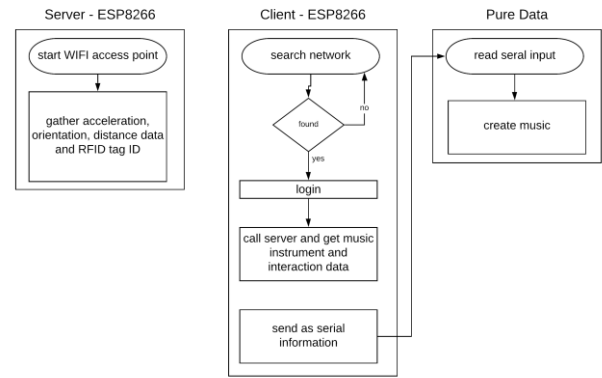 Server - ESP8266
start WIFI access point
gather acceleration,
orientation, distance data
and RFID tag ID
Client - ESP8266
search network
found
no
yes
login
call server and get music
instrument and
interaction data
send as serial
information
Pure Data
read seral input
create music